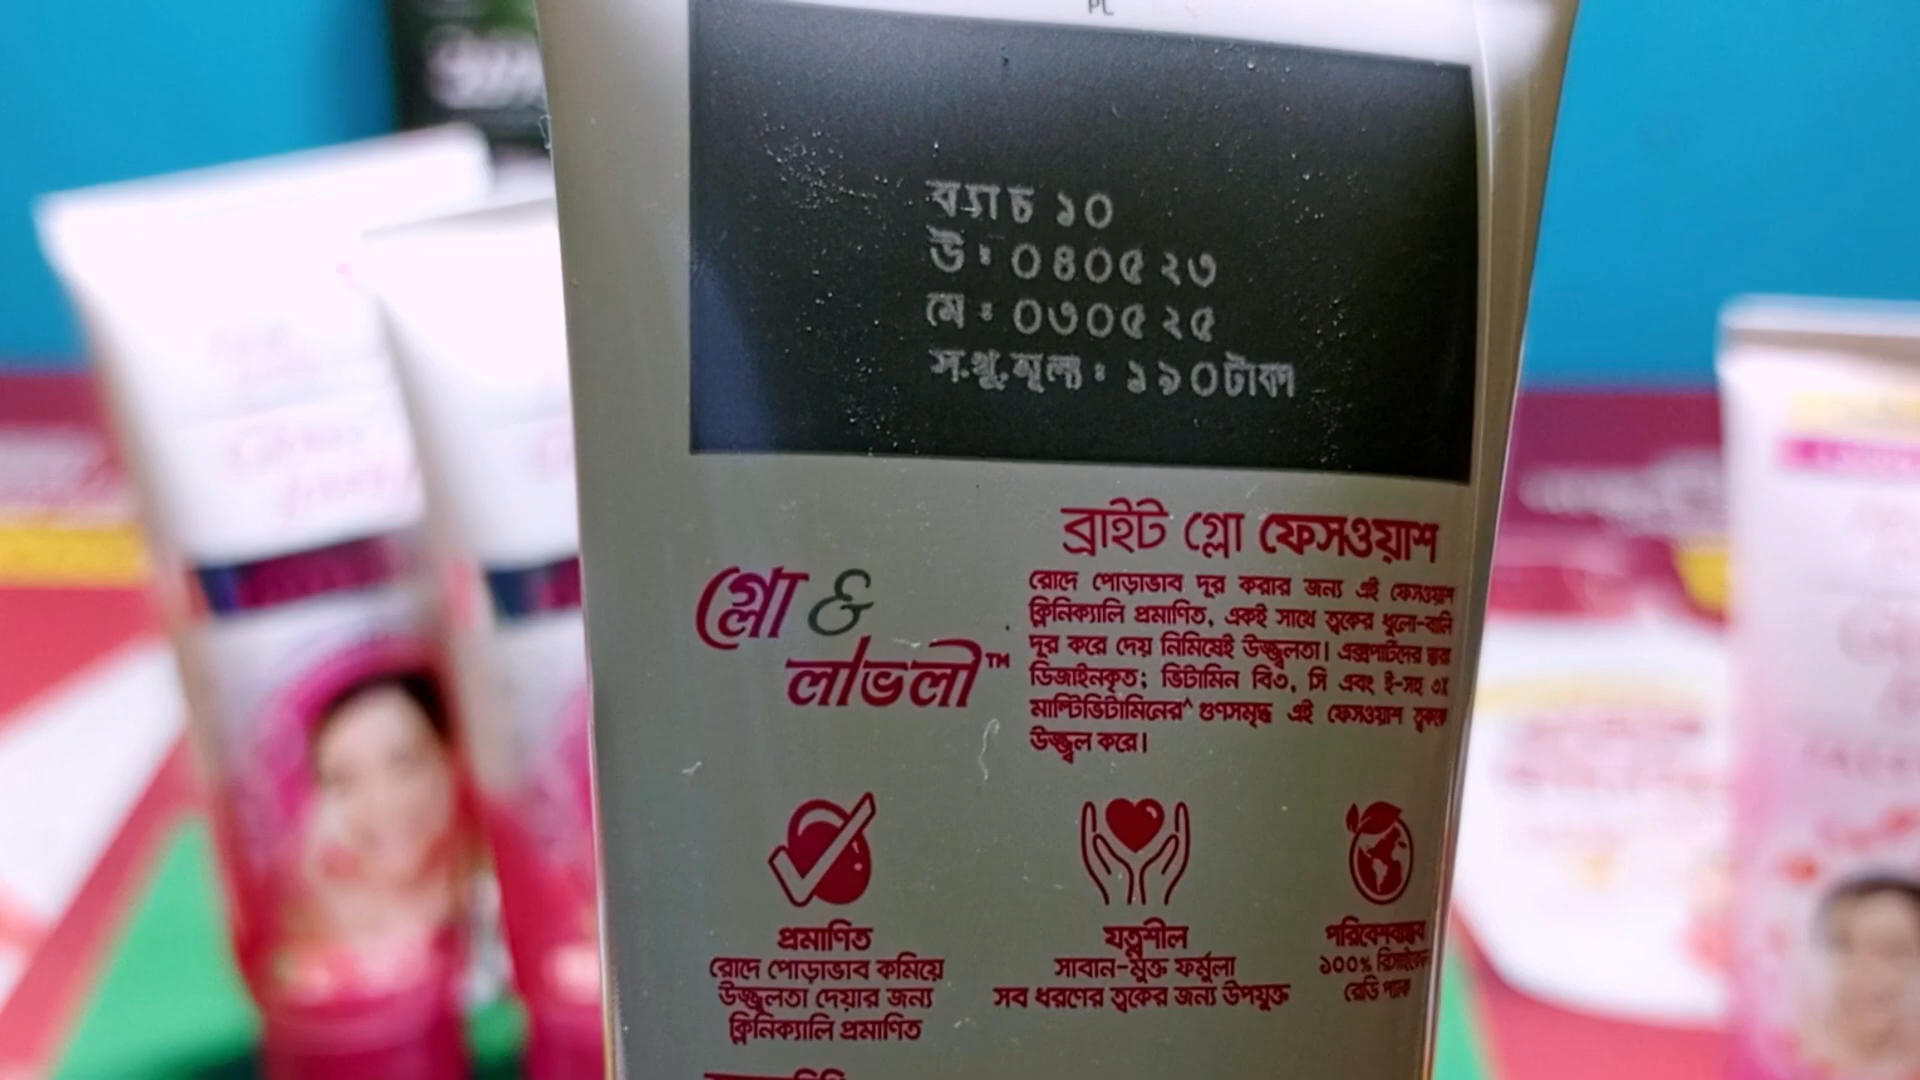 PL
ব্যাচ ১০
উঃ ০৪০৫২৩
মেঃ ০৩০৫২৫
স.খু.মূল্যঃ ১৯০টাকা
গ্লো &
লাভলী™
ব্রাইট গ্লো ফেসওয়াশ
রোদে পোড়াভাব দূর করার জন্য এই ফেসওয়াশ
ক্লিনিক্যালি প্রমাণিত, একই সাথে ত্বকের ধুলো-বালি
দূর করে দেয় নিমিষেই উজ্জ্বলতা। এক্সপার্টদের দ্বারা
ডিজাইনকৃত; ভিটামিন বি৩, সি এবং ই-সহ ৩X
মাল্টিভিটামিনের^ গুণসমৃদ্ধ এই ফেসওয়াশ ত্বককে
উজ্জ্বল করে।
প্রমাণিত
রোদে পোড়াভাব কমিয়ে
উজ্জ্বলতা দেয়ার জন্য
ক্লিনিক্যালি প্রমাণিত
যত্নশীল
সাবান-মুক্ত ফর্মুলা
সব ধরণের ত্বকের জন্য উপযুক্ত
পরিবেশবান্ধব
১০০% রিসাইকেল
রেডি প্যাক